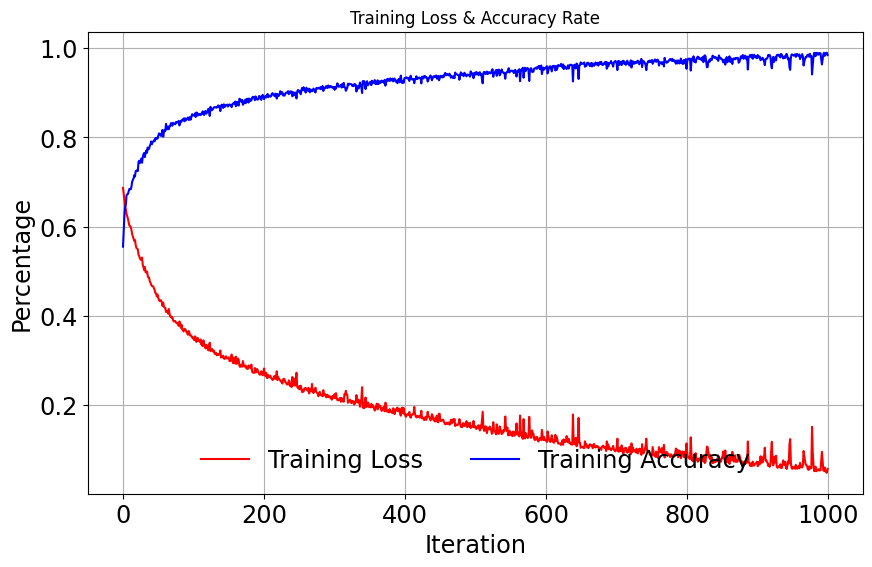 Training Loss & Accuracy Rate
1.0
0.8
0.6
0.4
0.2
Percentage
Training Loss Training Accuracy
0 200 400 600 800 1000
Iteration